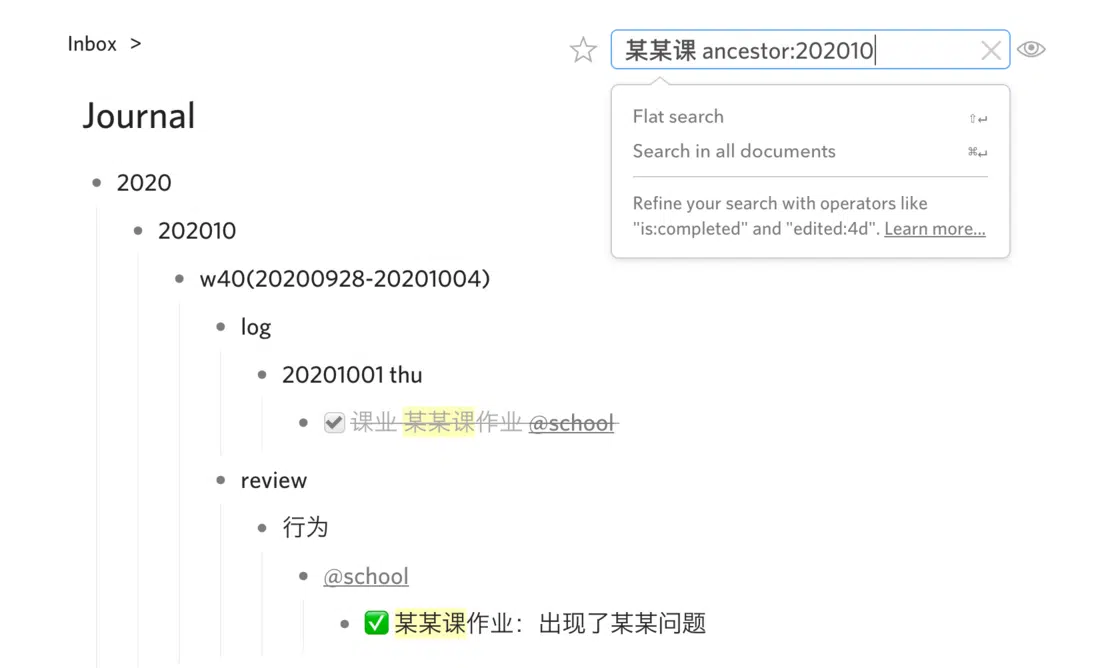 Inbox >
某某课 ancestor:202010
Flat search ⇧↵
Search in all documents ⌘↵
Refine your search with operators like
"is:completed" and "edited:4d". Learn more...
Journal
2020
202010
w40(20200928-20201004)
log
20201001 thu
课业 某某课作业 @school
review
行为
@school
✅ 某某课作业：出现了某某问题